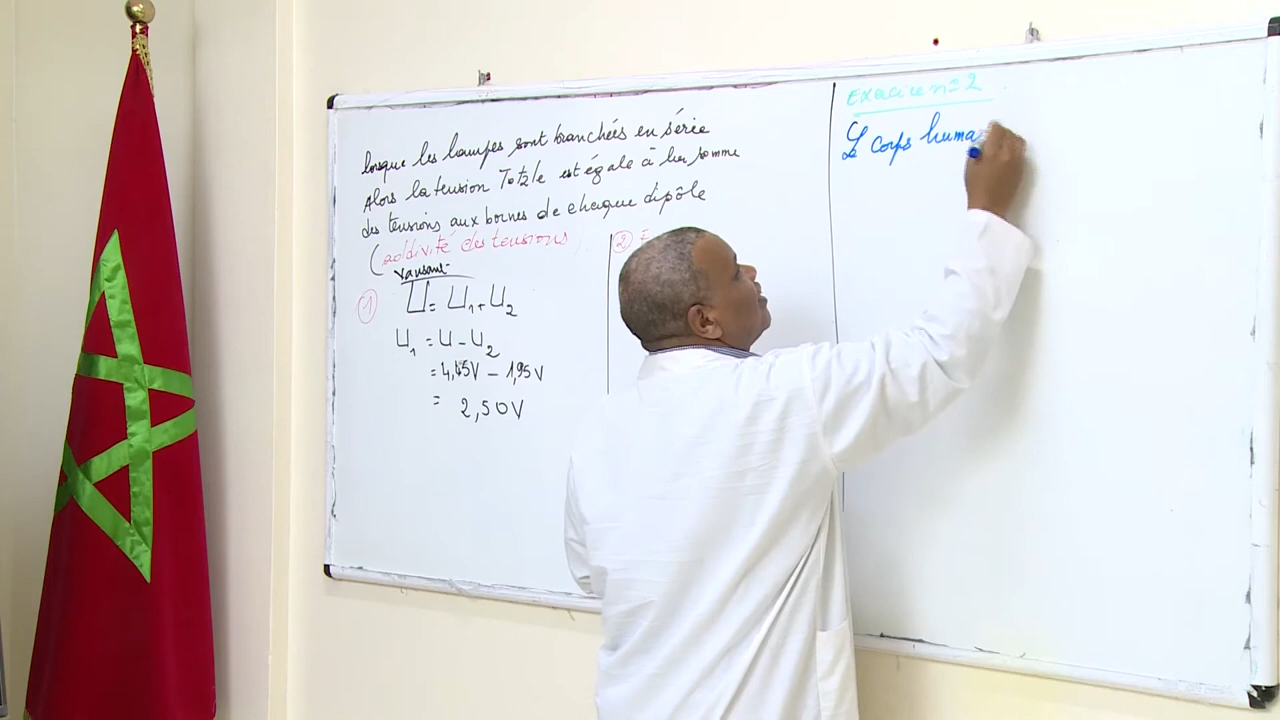 lorsque les lampes sont branchées en série
Alors la tension Totale est égale à la somme
des tensions aux bornes de chaque dipôle
(addivité des tensions
①
U = U1 + U2
U1 = U - U2
= 4,45V - 1,95V
= 2,50V
②
Exercice n° 2
Le corps huma